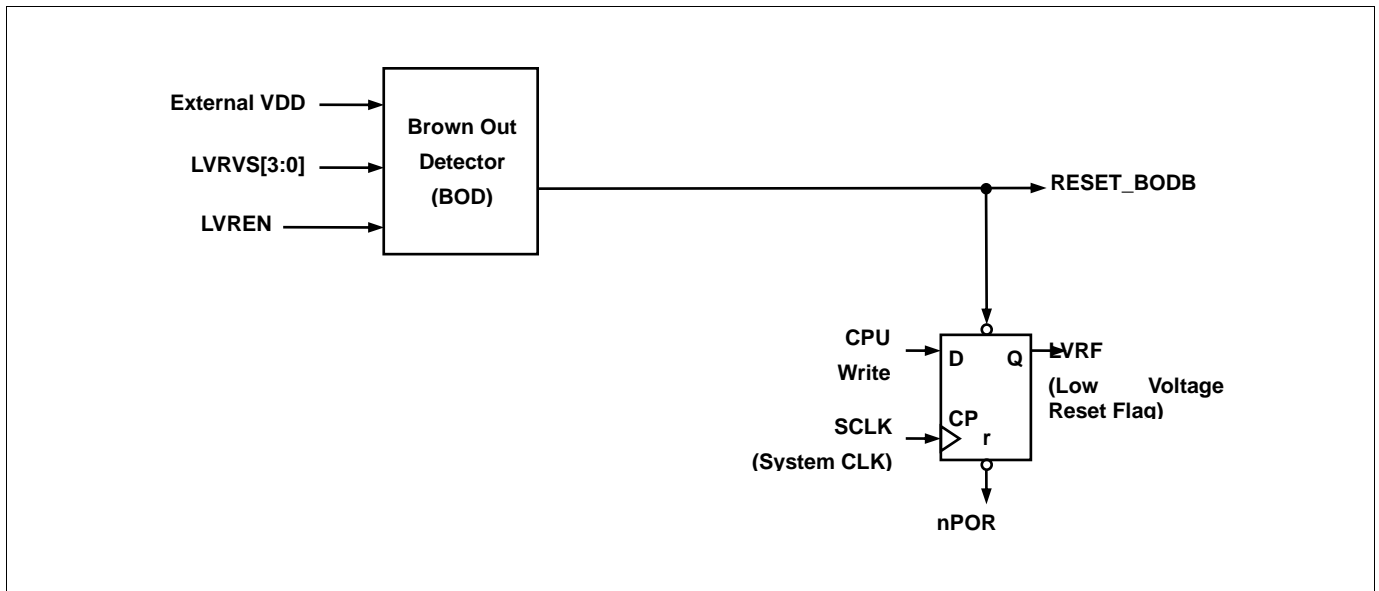 External VDD
LVRVS[3:0]
LVREN
Brown Out
Detector
(BOD)
RESET_BODB
CPU
Write
D
Q
LVRF
(Low Voltage
Reset Flag)
SCLK
(System CLK)
CP
r
nPOR